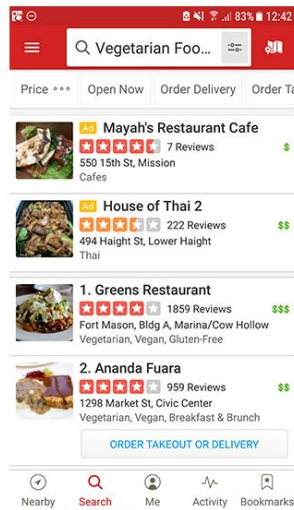 83% 12:42
Vegetarian Foo...
Price Open Now Order Delivery Order Ta
Ad Mayah's Restaurant Cafe
7 Reviews $
550 15th St, Mission
Cafes
Ad House of Thai 2
222 Reviews $$
494 Haight St, Lower Haight
Thai
1. Greens Restaurant
1859 Reviews $$$
Fort Mason, Bldg A, Marina/Cow Hollow
Vegetarian, Vegan, Gluten-Free
2. Ananda Fuara
959 Reviews $$
1298 Market St, Civic Center
Vegetarian, Vegan, Breakfast & Brunch
ORDER TAKEOUT OR DELIVERY
Nearby Search Me Activity Bookmarks